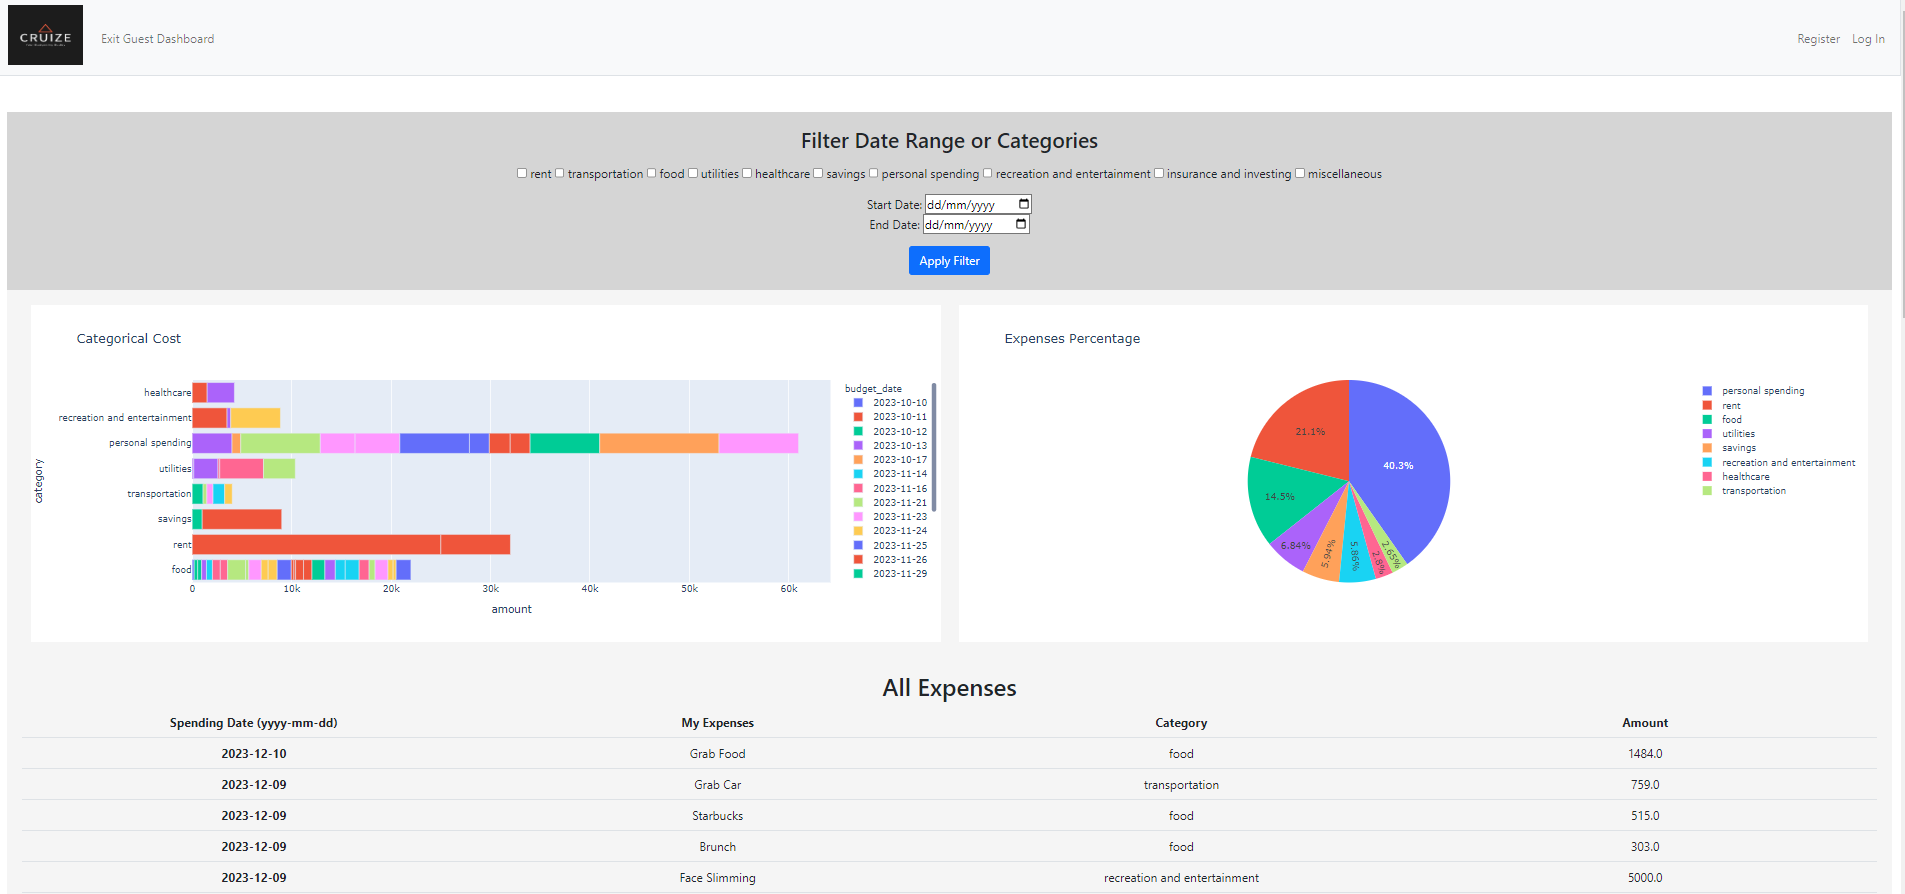 CRUIZE
Exit Guest Dashboard
Register Log In
Filter Date Range or Categories
rent transportation food utilities healthcare savings personal spending recreation and entertainment insurance and investing miscellaneous
Start Date: dd/mm/yyyy
End Date: dd/mm/yyyy
Apply Filter
Categorical Cost
category
healthcare
recreation and entertainment
personal spending
utilities
transportation
savings
rent
food
0 10k 20k 30k 40k 50k 60k
amount
budget_date
2023-10-10
2023-10-11
2023-10-12
2023-10-13
2023-10-17
2023-11-14
2023-11-16
2023-11-21
2023-11-23
2023-11-24
2023-11-25
2023-11-26
2023-11-29
Expenses Percentage
40.3%
21.1%
14.5%
6.84%
5.94%
5.86%
2.8%
2.65%
personal spending
rent
food
utilities
savings
recreation and entertainment
healthcare
transportation
All Expenses
Spending Date (yyyy-mm-dd) My Expenses Category Amount
2023-12-10 Grab Food food 1484.0
2023-12-09 Grab Car transportation 759.0
2023-12-09 Starbucks food 515.0
2023-12-09 Brunch food 303.0
2023-12-09 Face Slimming recreation and entertainment 5000.0